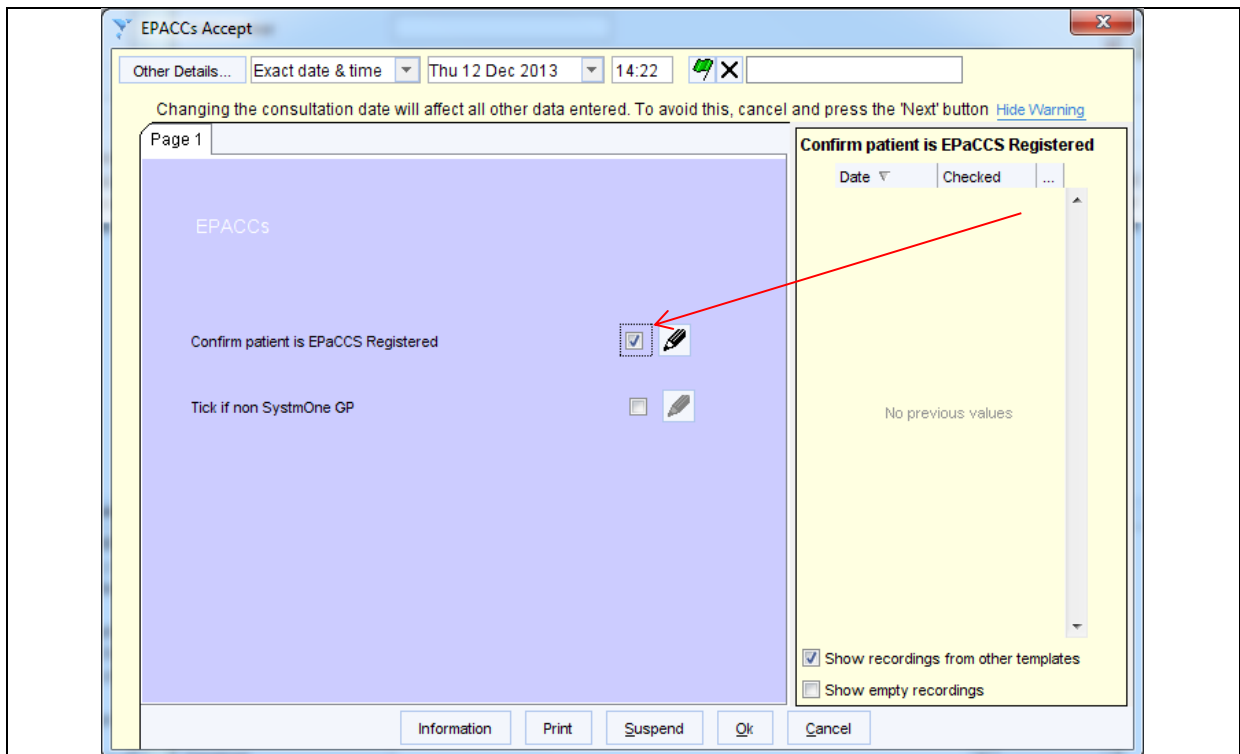 EPACCs Accept
Other Details... Exact date & time Thu 12 Dec 2013 14:22
Changing the consultation date will affect all other data entered. To avoid this, cancel and press the 'Next' button Hide Warning
Page 1
Confirm patient is EPaCCS Registered
Date Checked ...
EPACCs
Confirm patient is EPaCCS Registered
Tick if non SystmOne GP
No previous values
Show recordings from other templates
Show empty recordings
Information Print Suspend Ok Cancel